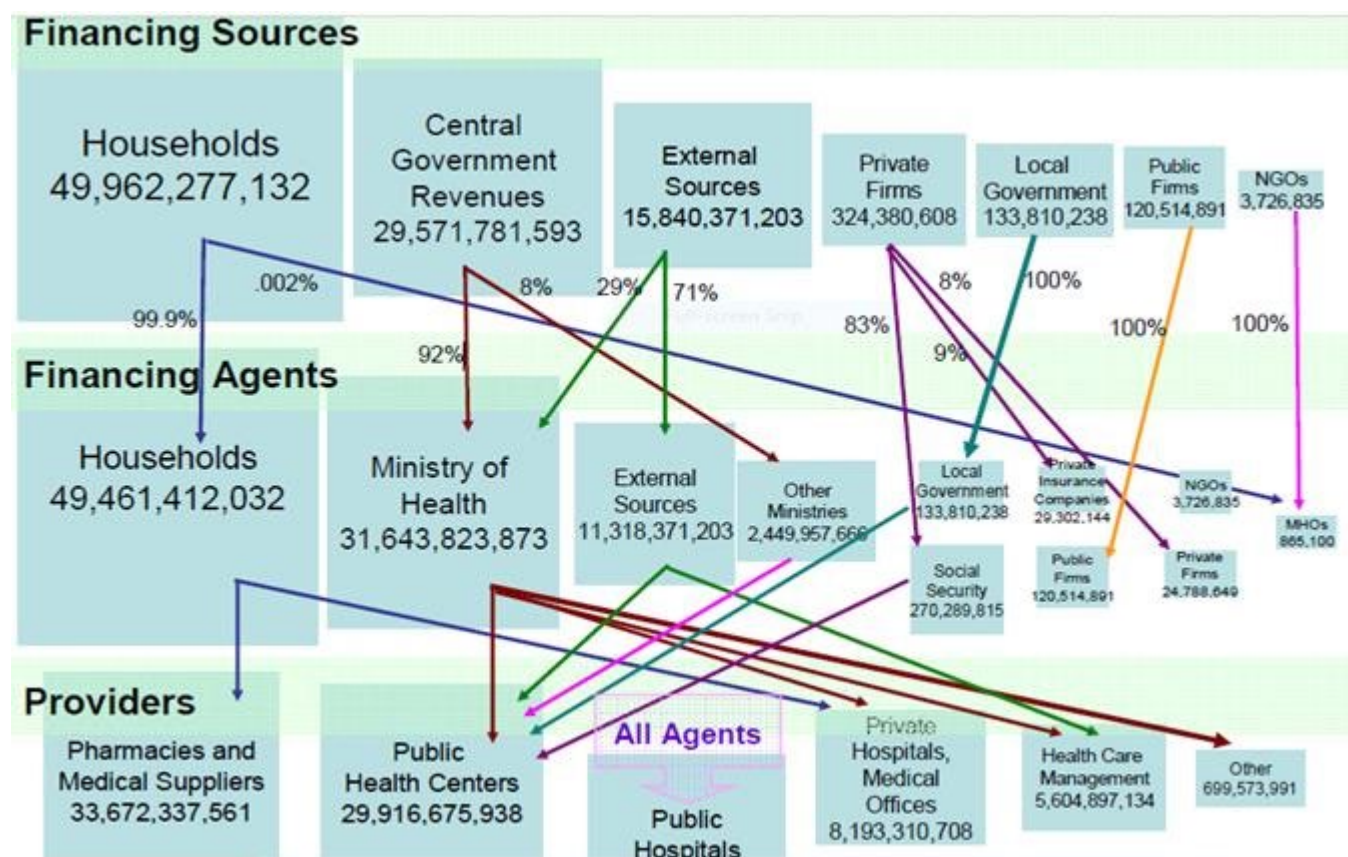 Financing Sources
Households
49,962,277,132
Central
Government
Revenues
29,571,781,593
External
Sources
15,840,371,203
Private
Firms
324,380,608
Local
Government
133,810,238
Public
Firms
120,514,891
NGOs
3,726,835
99.9%
.002%
92%
8%
29%
71%
83%
9%
8%
100%
100%
100%
Financing Agents
Households
49,461,412,032
Ministry of
Health
31,643,823,873
External
Sources
11,318,371,203
Other
Ministries
2,449,957,666
Local
Government
133,810,238
Private
Insurance
Companies
29,302,144
NGOs
3,726,835
MHOs
865,100
Social
Security
270,289,815
Public
Firms
120,514,891
Private
Firms
24,788,649
Providers
Pharmacies and
Medical Suppliers
33,672,337,561
Public
Health Centers
29,916,675,938
All Agents
Public
Hospitals
Private
Hospitals,
Medical
Offices
8,193,310,708
Health Care
Management
5,604,897,134
Other
699,573,991